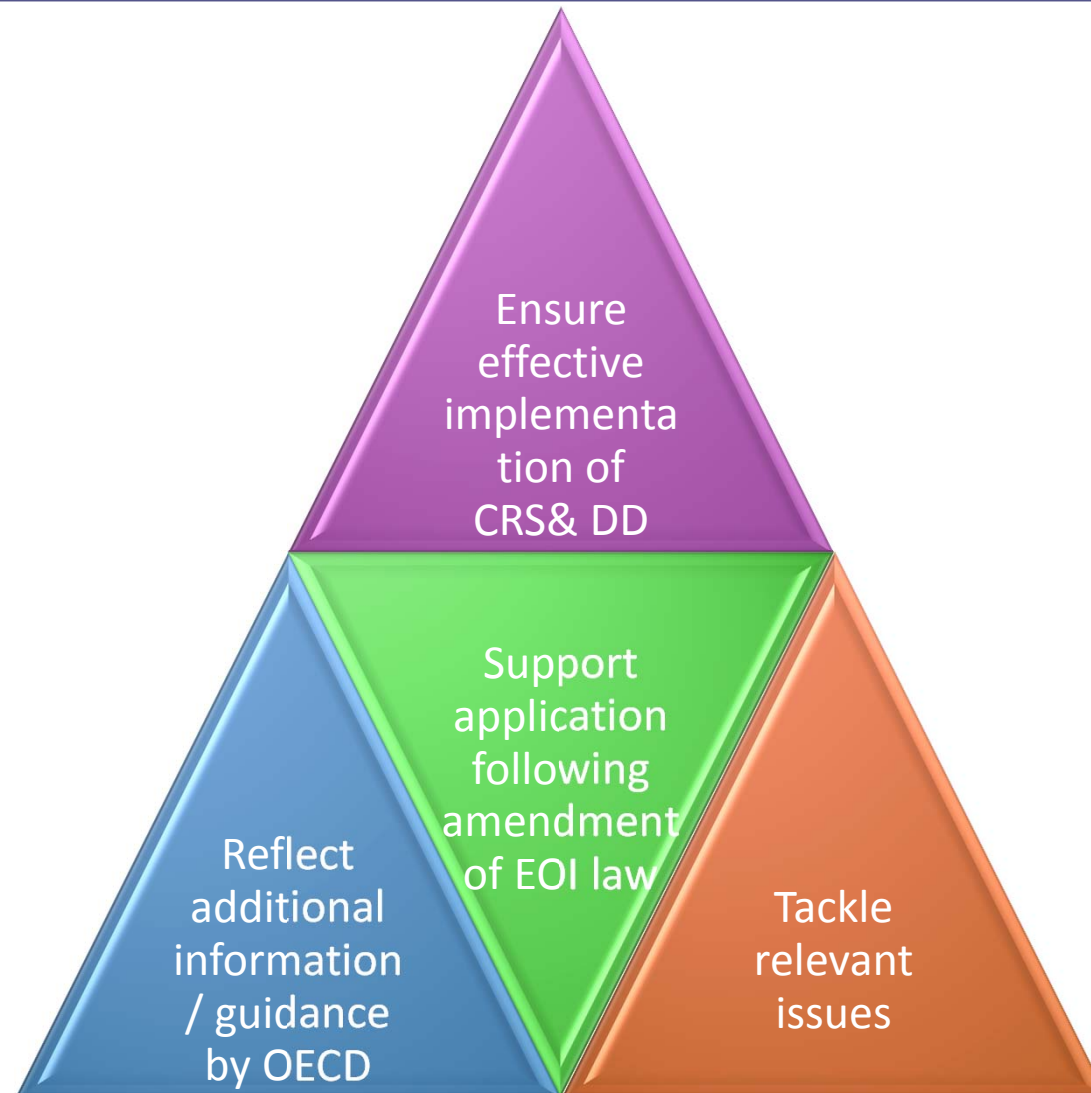 Ensure
effective
implementa
tion of
CRS& DD
Support
application
following
amendment
of EOI law
Reflect
additional
information
/ guidance
by OECD
Tackle
relevant
issues